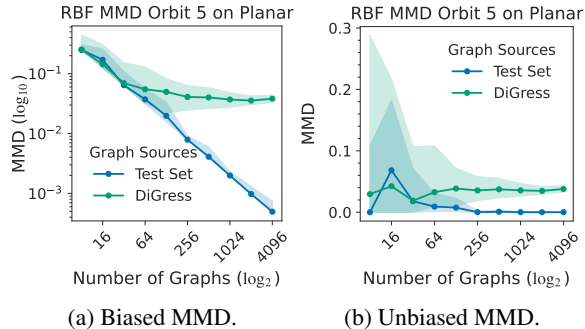 RBF MMD Orbit 5 on Planar
MMD (log₁₀)
10⁻¹
10⁻²
10⁻³
Graph Sources
Test Set
DiGress
16
64
256
1024
4096
Number of Graphs (log₂)
(a) Biased MMD.
RBF MMD Orbit 5 on Planar
MMD
0.3
0.2
0.1
0.0
Graph Sources
Test Set
DiGress
16
64
256
1024
4096
Number of Graphs (log₂)
(b) Unbiased MMD.